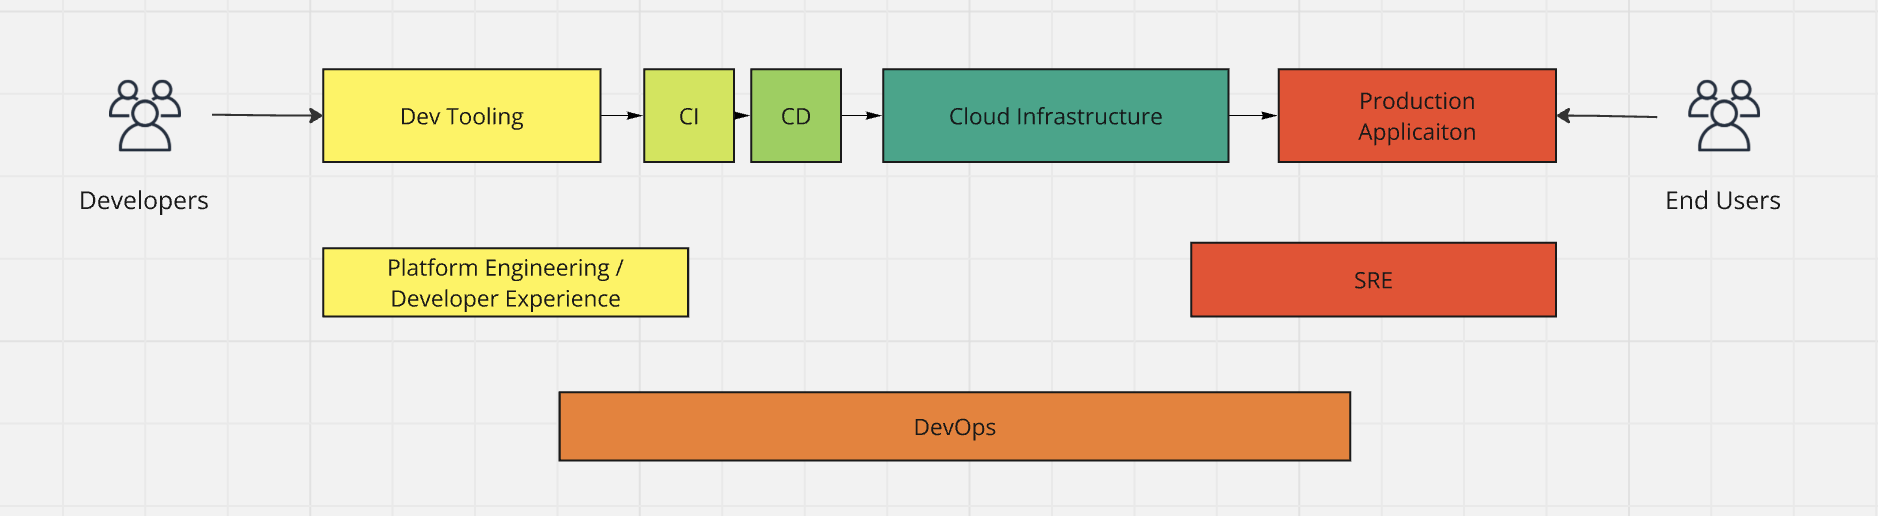 Dev Tooling
CI
CD
Cloud Infrastructure
Production
Applicaiton
Developers
End Users
Platform Engineering /
Developer Experience
SRE
DevOps